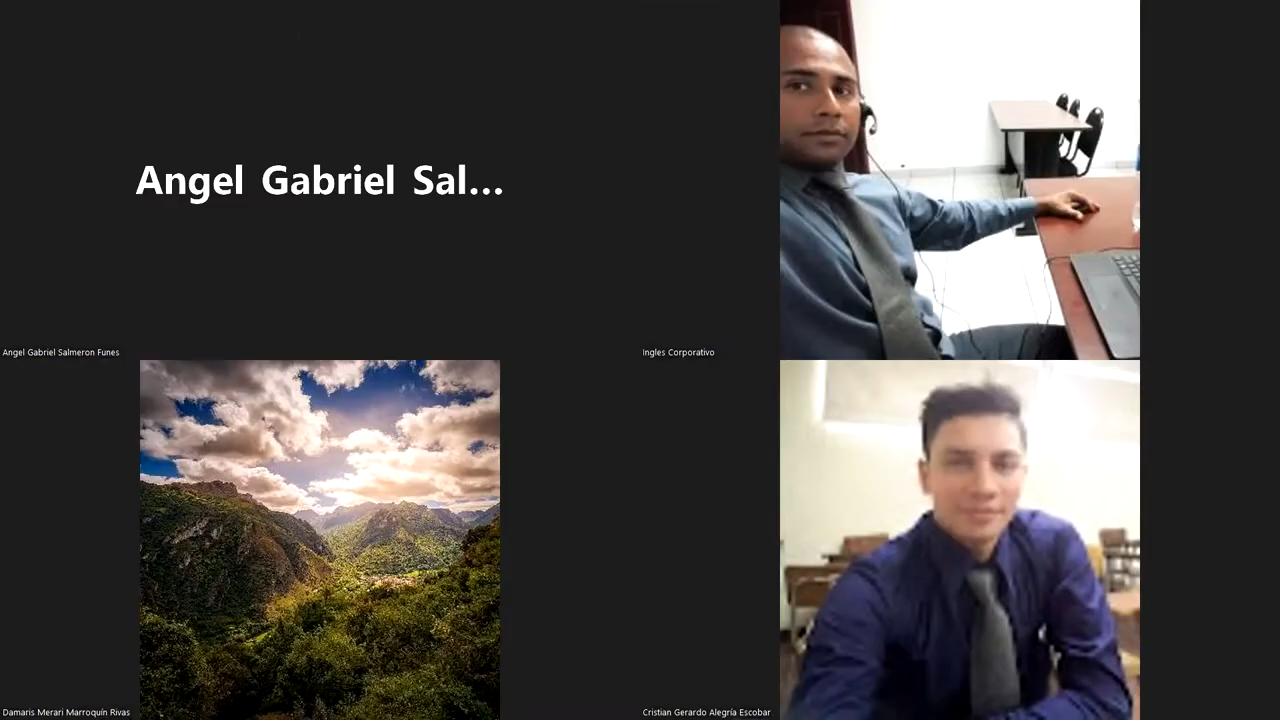 Angel Gabriel Sal...
Angel Gabriel Salmeron Funes
Ingles Corporativo
Damaris Merari Marroquín Rivas
Cristian Gerardo Alegría Escobar